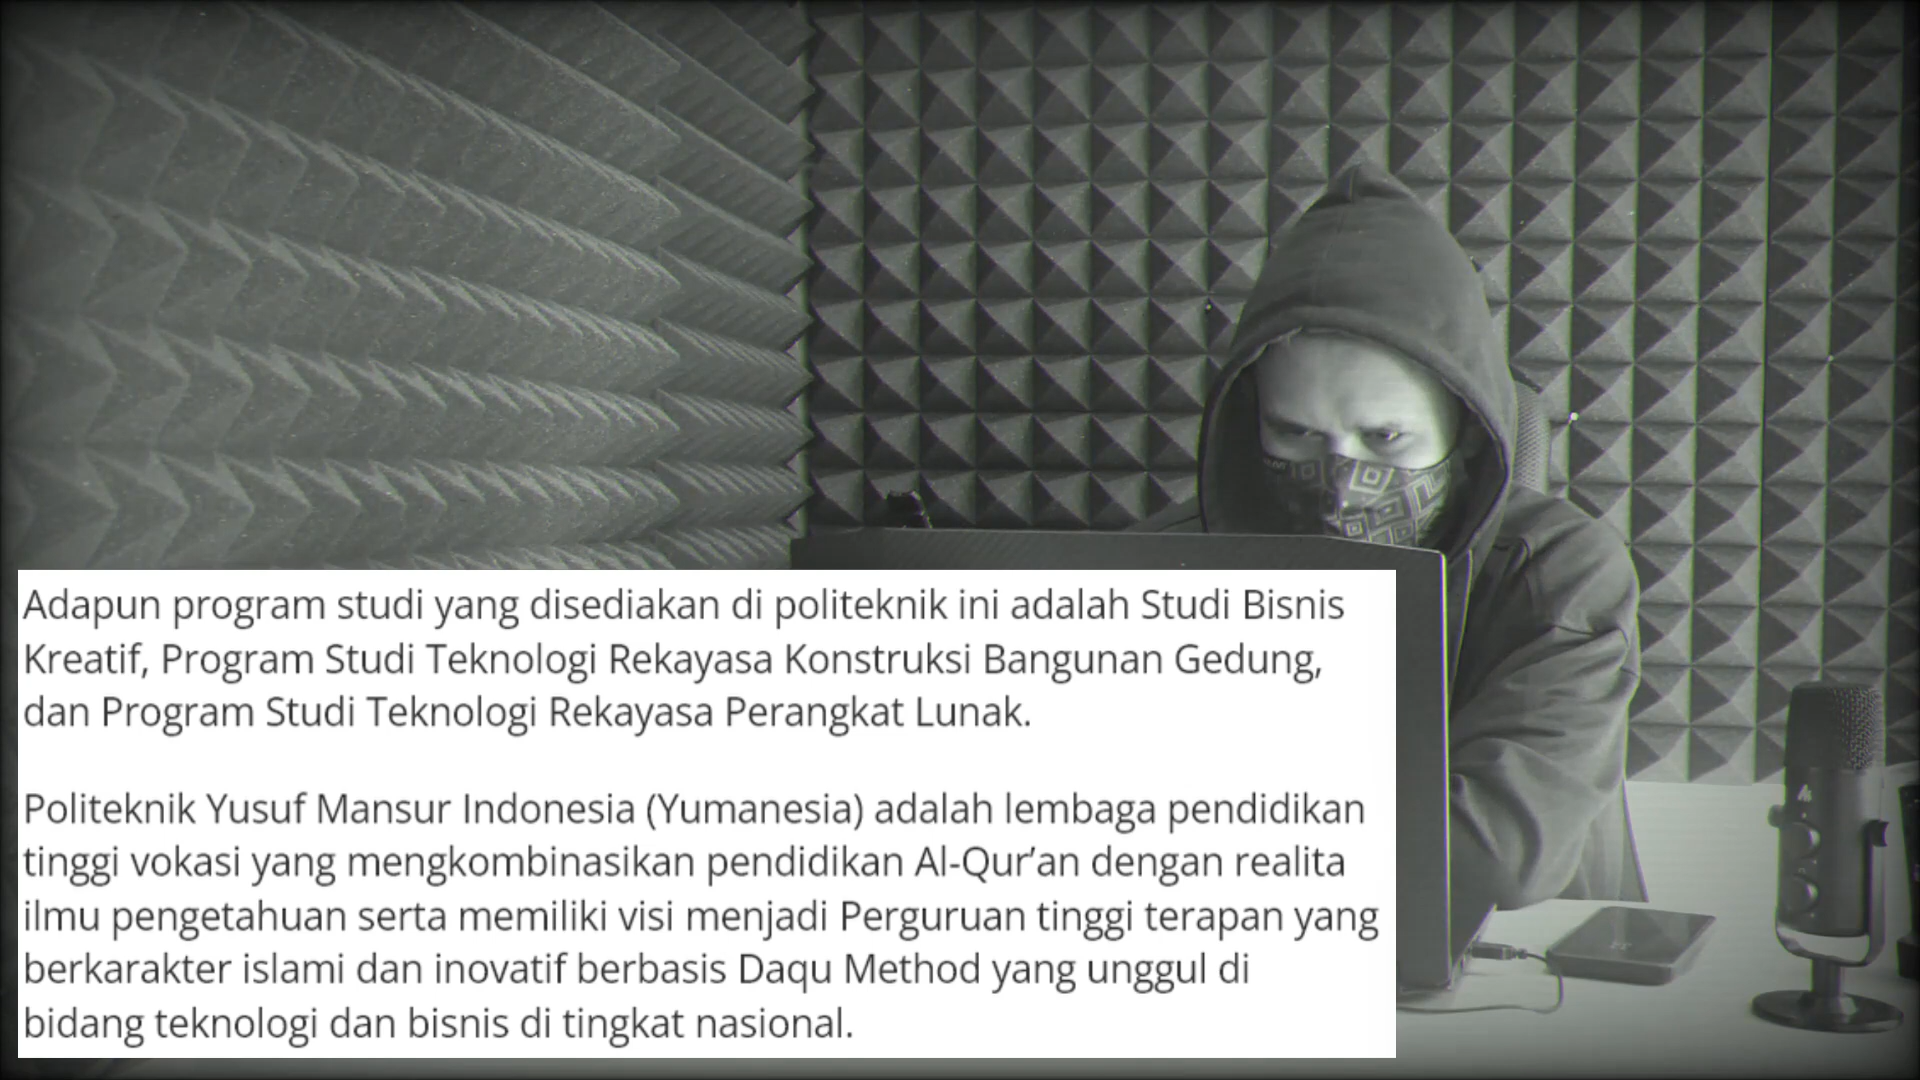 Adapun program studi yang disediakan di politeknik ini adalah Studi Bisnis
Kreatif, Program Studi Teknologi Rekayasa Konstruksi Bangunan Gedung,
dan Program Studi Teknologi Rekayasa Perangkat Lunak.
Politeknik Yusuf Mansur Indonesia (Yumanesia) adalah lembaga pendidikan
tinggi vokasi yang mengkombinasikan pendidikan Al-Qur’an dengan realita
ilmu pengetahuan serta memiliki visi menjadi Perguruan tinggi terapan yang
berkarakter islami dan inovatif berbasis Daqu Method yang unggul di
bidang teknologi dan bisnis di tingkat nasional.